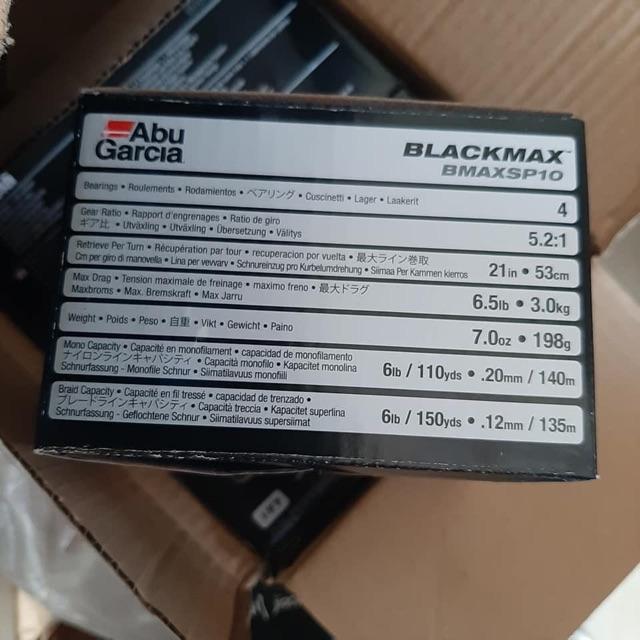 Abu
Garcia
BLACKMAX™
BMAXSP10
Bearings • Roulements • Rodamientos • ベアリング • Cuscinetti • Lager • Laakerit
4
Gear Ratio • Rapport d'engrenages • Ratio de giro
ギア比 • Utväxling • Utväxling • Übersetzung • Välitys
5.2:1
Retrieve Per Turn • Récupération par tour • recuperacion por vuelta • 最大ライン巻取
Cm per giro di manovella • Lina per vevvarv • Schnureinzug pro Kurbelumdrehung • Siimaa Per Kammen kierros
21in • 53cm
Max Drag • Tension maximale de freinage • maximo freno • 最大ドラグ
Maxbroms • Max. Bremskraft • Max Jarru
6.5lb • 3.0kg
Weight • Poids • Peso • 自重 • Vikt • Gewicht • Paino
7.0oz • 198g
Mono Capacity • Capacité en monofilament • capacidad de monofilamento
ナイロンラインキャパシティ • Capacità monofilo • Kapacitet monolina
Schnurfassung - Monofile Schnur • Siimatilavuus monofiili
6lb / 110yds • .20mm / 140m
Braid Capacity • Capacité en fil tressé • capacidad de trenzado •
ブレードラインキャパシティ • Capacità treccia • Kapacitet superlina
Schnurfassung - Geflochtene Schnur • Siimatilavuus supersiimat
6lb / 150yds • .12mm / 135m